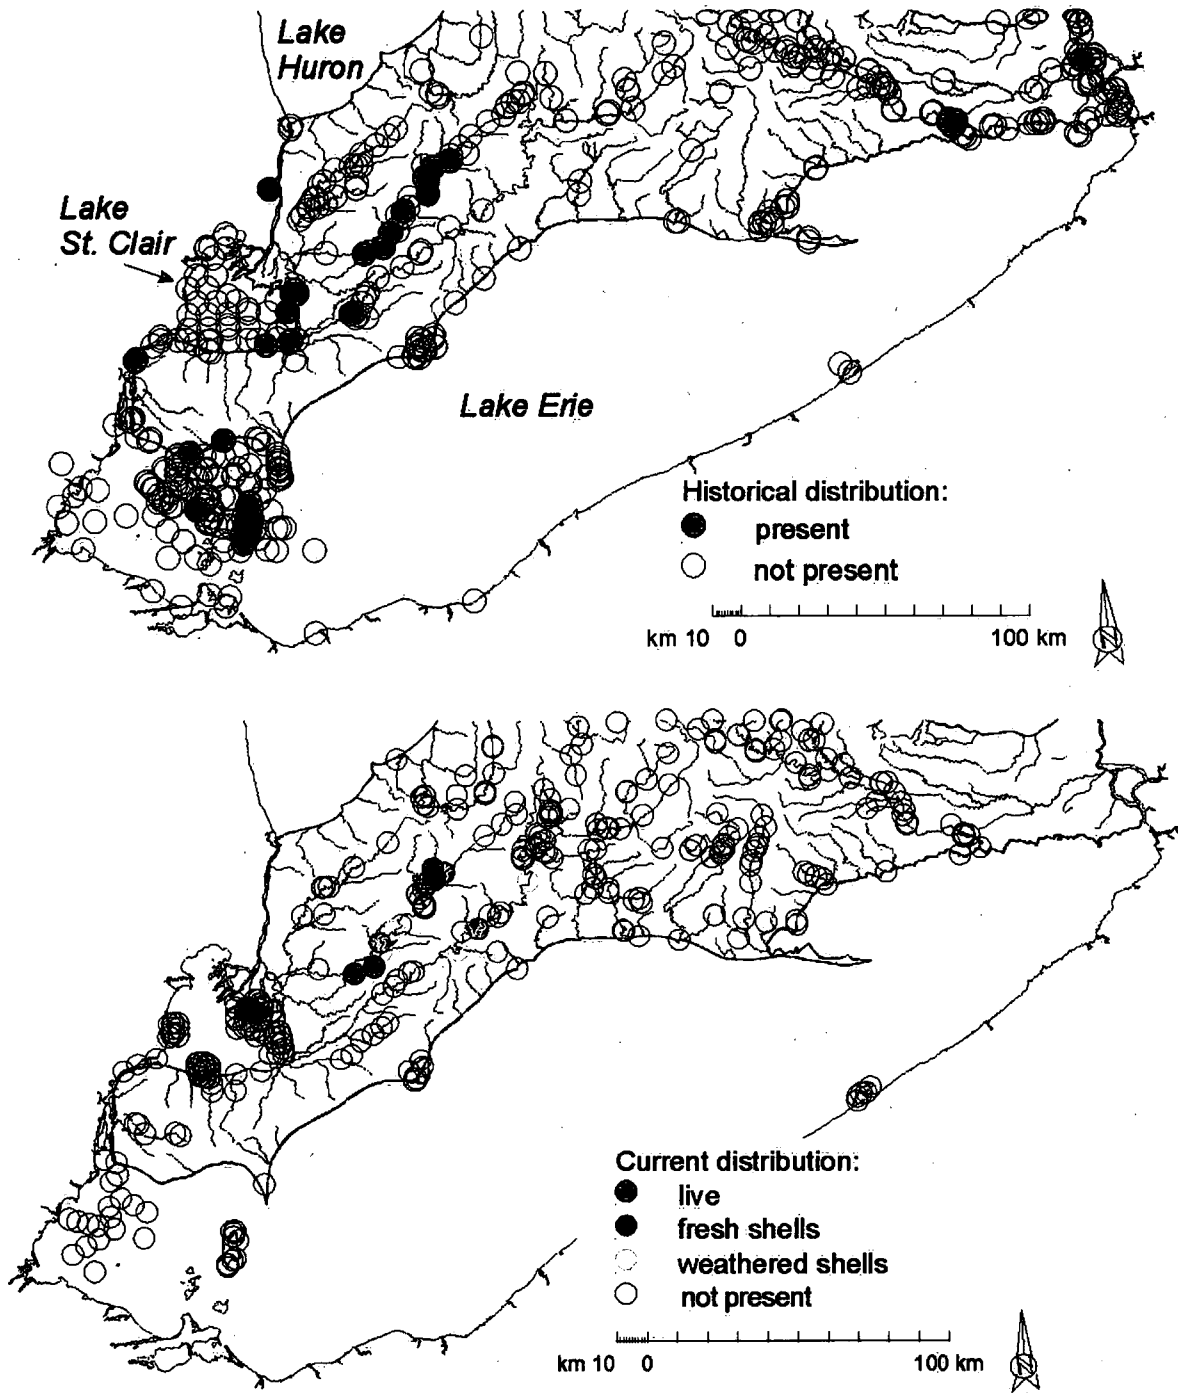 Lake
Huron
Lake
St. Clair
Lake Erie
Historical distribution:
present
not present
km 10 0 100 km
N
Current distribution:
live
fresh shells
weathered shells
not present
km 10 0 100 km
N